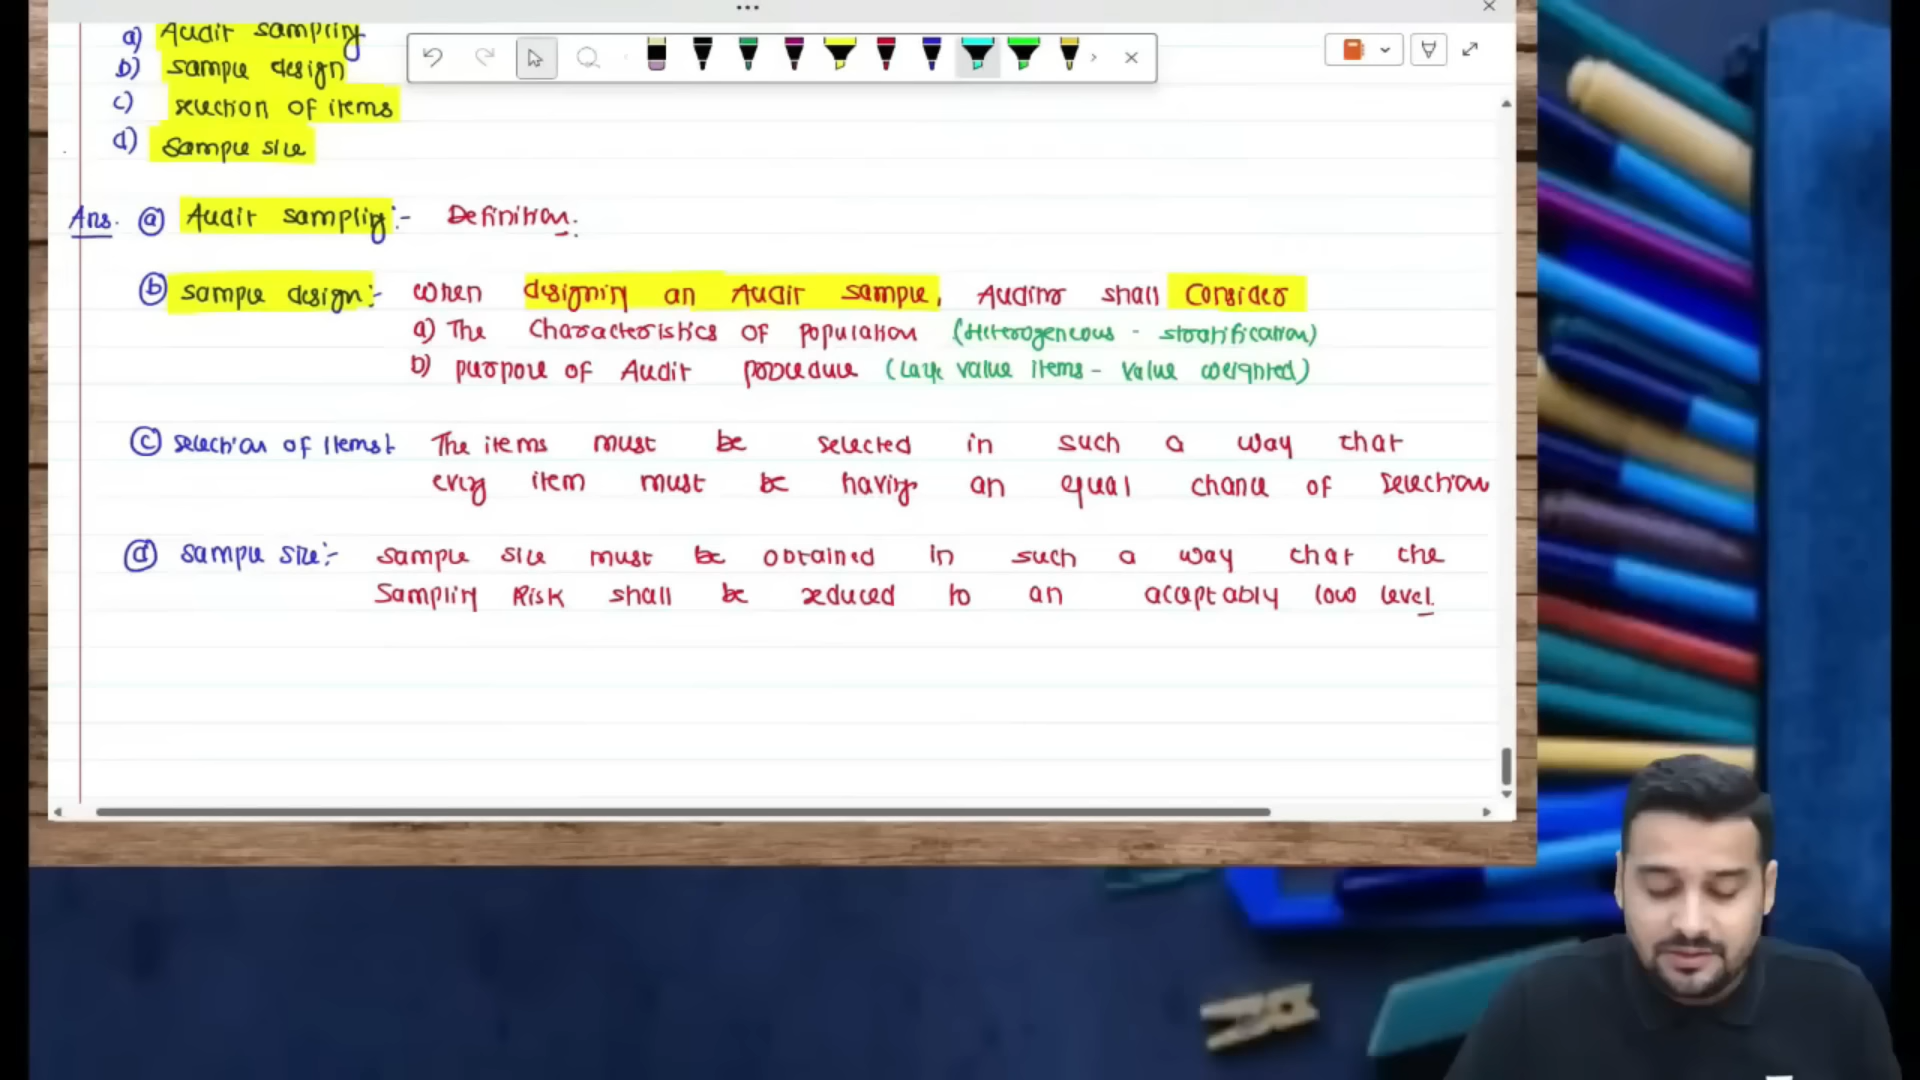 a) Audit sampling
b) sample design
c) selection of items
d) Sample size
Ans. (a) Audit sampling:- Definition.
(b) sample design:- when designing an Audit sample, Auditor shall Consider
a) The characteristics of population (Heterogeneous - stratification)
b) purpose of Audit procedure (Large value items - value weighted)
(c) selection of items: The items must be selected in such a way that
every item must be having an equal chance of selection
(d) sample size:- sample size must be obtained in such a way that the
Sampling Risk shall be reduced to an acceptably low level.